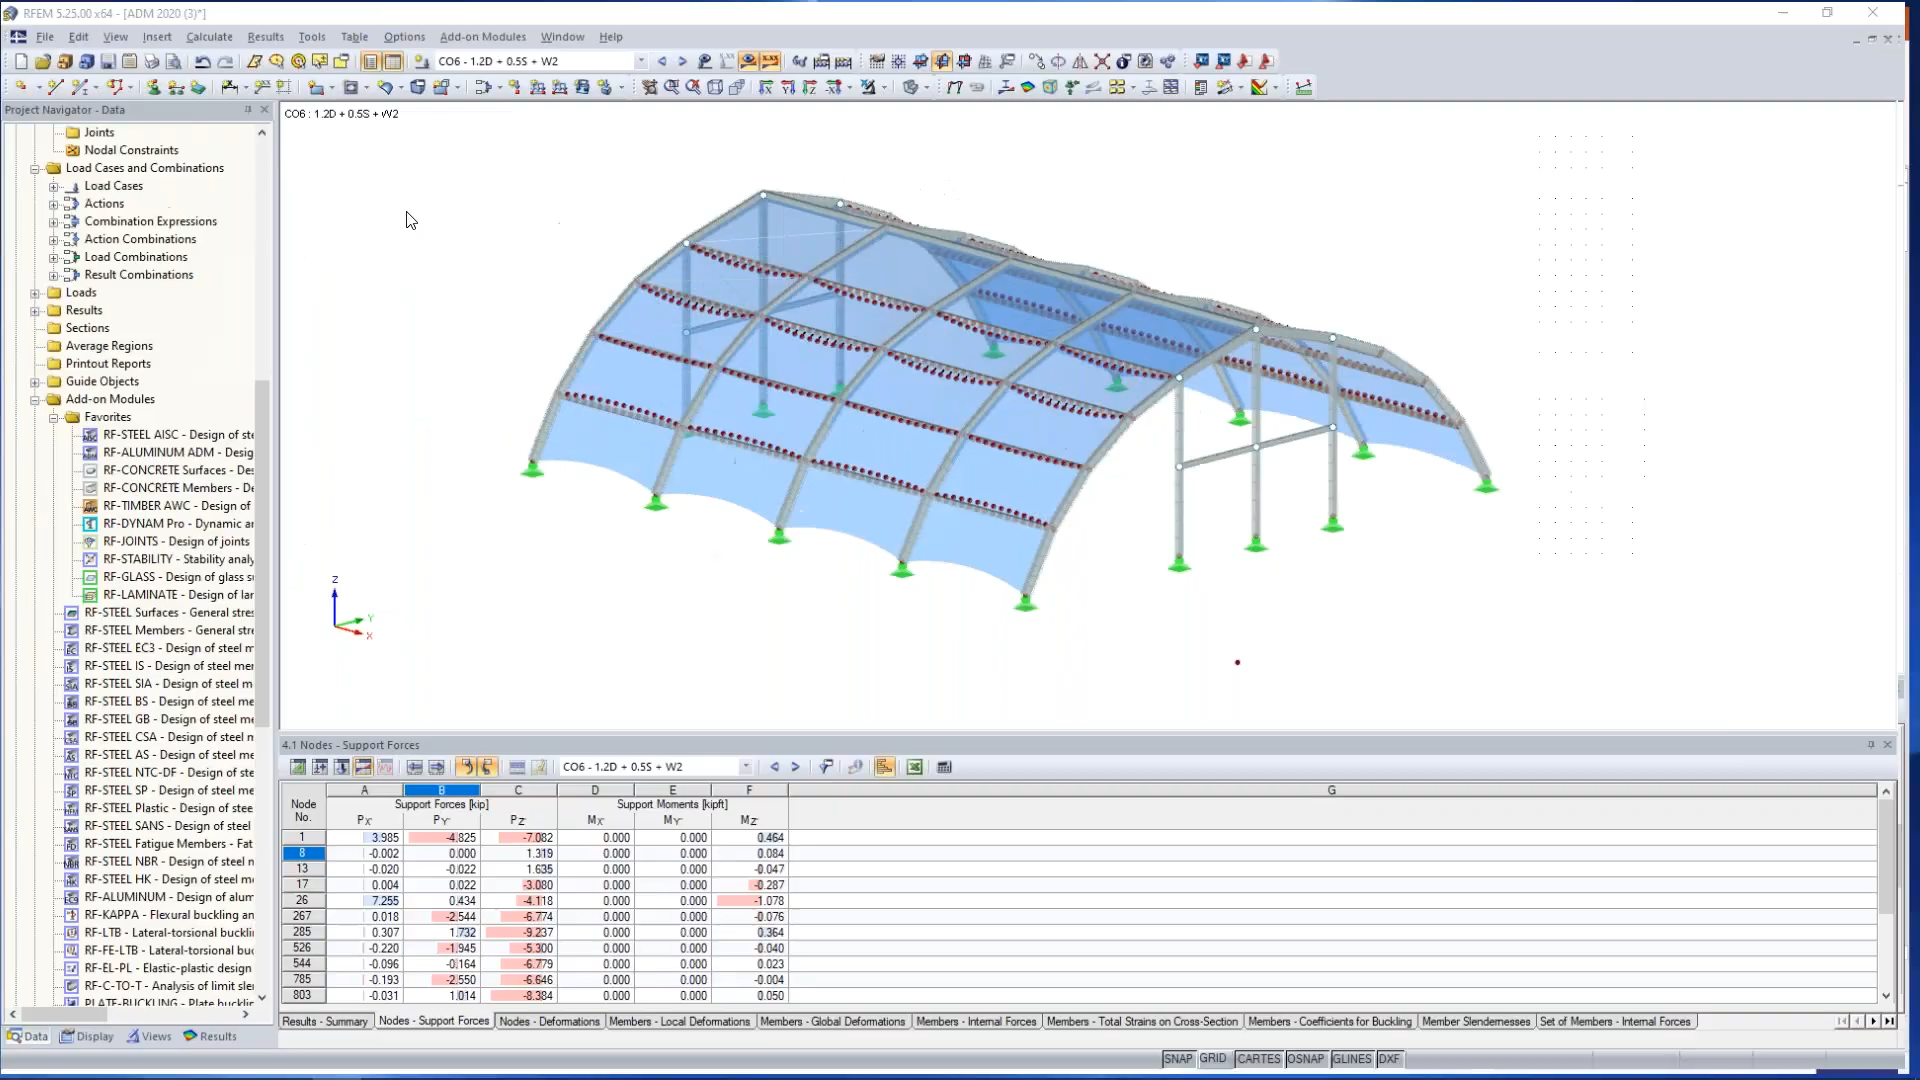 RFEM 5.25.00 x64 - [ADM 2020 (3)*]
File Edit View Insert Calculate Results Tools Table Options Add-on Modules Window Help
CO6 - 1.2D + 0.5S + W2
Project Navigator - Data
Joints
Nodal Constraints
Load Cases and Combinations
Load Cases
Actions
Combination Expressions
Action Combinations
Load Combinations
Result Combinations
Loads
Results
Sections
Average Regions
Printout Reports
Guide Objects
Add-on Modules
Favorites
RF-STEEL AISC - Design of ste
RF-ALUMINUM ADM - Design
RF-CONCRETE Surfaces - Desi
RF-CONCRETE Members - De
RF-TIMBER AWC - Design of
RF-DYNAM Pro - Dynamic ar
RF-JOINTS - Design of joints
RF-STABILITY - Stability analy
RF-GLASS - Design of glass su
RF-LAMINATE - Design of lar
RF-STEEL Surfaces - General stres
RF-STEEL Members - General stre
RF-STEEL EC3 - Design of steel m
RF-STEEL IS - Design of steel mer
RF-STEEL SIA - Design of steel m
RF-STEEL BS - Design of steel me
RF-STEEL GB - Design of steel me
RF-STEEL CSA - Design of steel m
RF-STEEL AS - Design of steel me
RF-STEEL NTC-DF - Design of ste
RF-STEEL SP - Design of steel me
RF-STEEL Plastic - Design of steel
RF-STEEL SANS - Design of steel
RF-STEEL Fatigue Members - Fat
RF-STEEL NBR - Design of steel m
RF-STEEL HK - Design of steel me
RF-ALUMINUM - Design of alum
RF-KAPPA - Flexural buckling an
RF-LTB - Lateral-torsional bucklin
RF-FE-LTB - Lateral-torsional buc
RF-EL-PL - Elastic-plastic design
RF-C-TO-T - Analysis of limit sle
PLATE-BUCKLING - Plate bucklin
Data Display Views Results
CO6 : 1.2D + 0.5S + W2
Z
Y
X
4.1 Nodes - Support Forces
CO6 - 1.2D + 0.5S + W2
A B C D E F G
Node No. Support Forces [kip] Support Moments [kipft]
PX' PY' PZ' MX' MY' MZ'
1 3.985 -4.825 -7.082 0.000 0.000 0.464
8 -0.002 0.000 1.319 0.000 0.000 0.084
13 -0.020 -0.022 1.635 0.000 0.000 -0.047
17 0.004 0.022 -3.080 0.000 0.000 -0.287
26 7.255 0.434 -4.118 0.000 0.000 -1.078
267 0.018 -2.544 -6.774 0.000 0.000 -0.076
285 0.307 1.732 -9.237 0.000 0.000 0.364
526 -0.220 -1.945 -5.300 0.000 0.000 -0.040
544 -0.096 -0.164 -6.779 0.000 0.000 0.023
785 -0.193 -2.550 -6.646 0.000 0.000 -0.004
803 -0.031 1.014 -8.384 0.000 0.000 0.050
Results - Summary Nodes - Support Forces Nodes - Deformations Members - Local Deformations Members - Global Deformations Members - Internal Forces Members - Total Strains on Cross-Section Members - Coefficients for Buckling Member Slendernesses Set of Members - Internal Forces
SNAP GRID CARTES OSNAP GLINES DXF